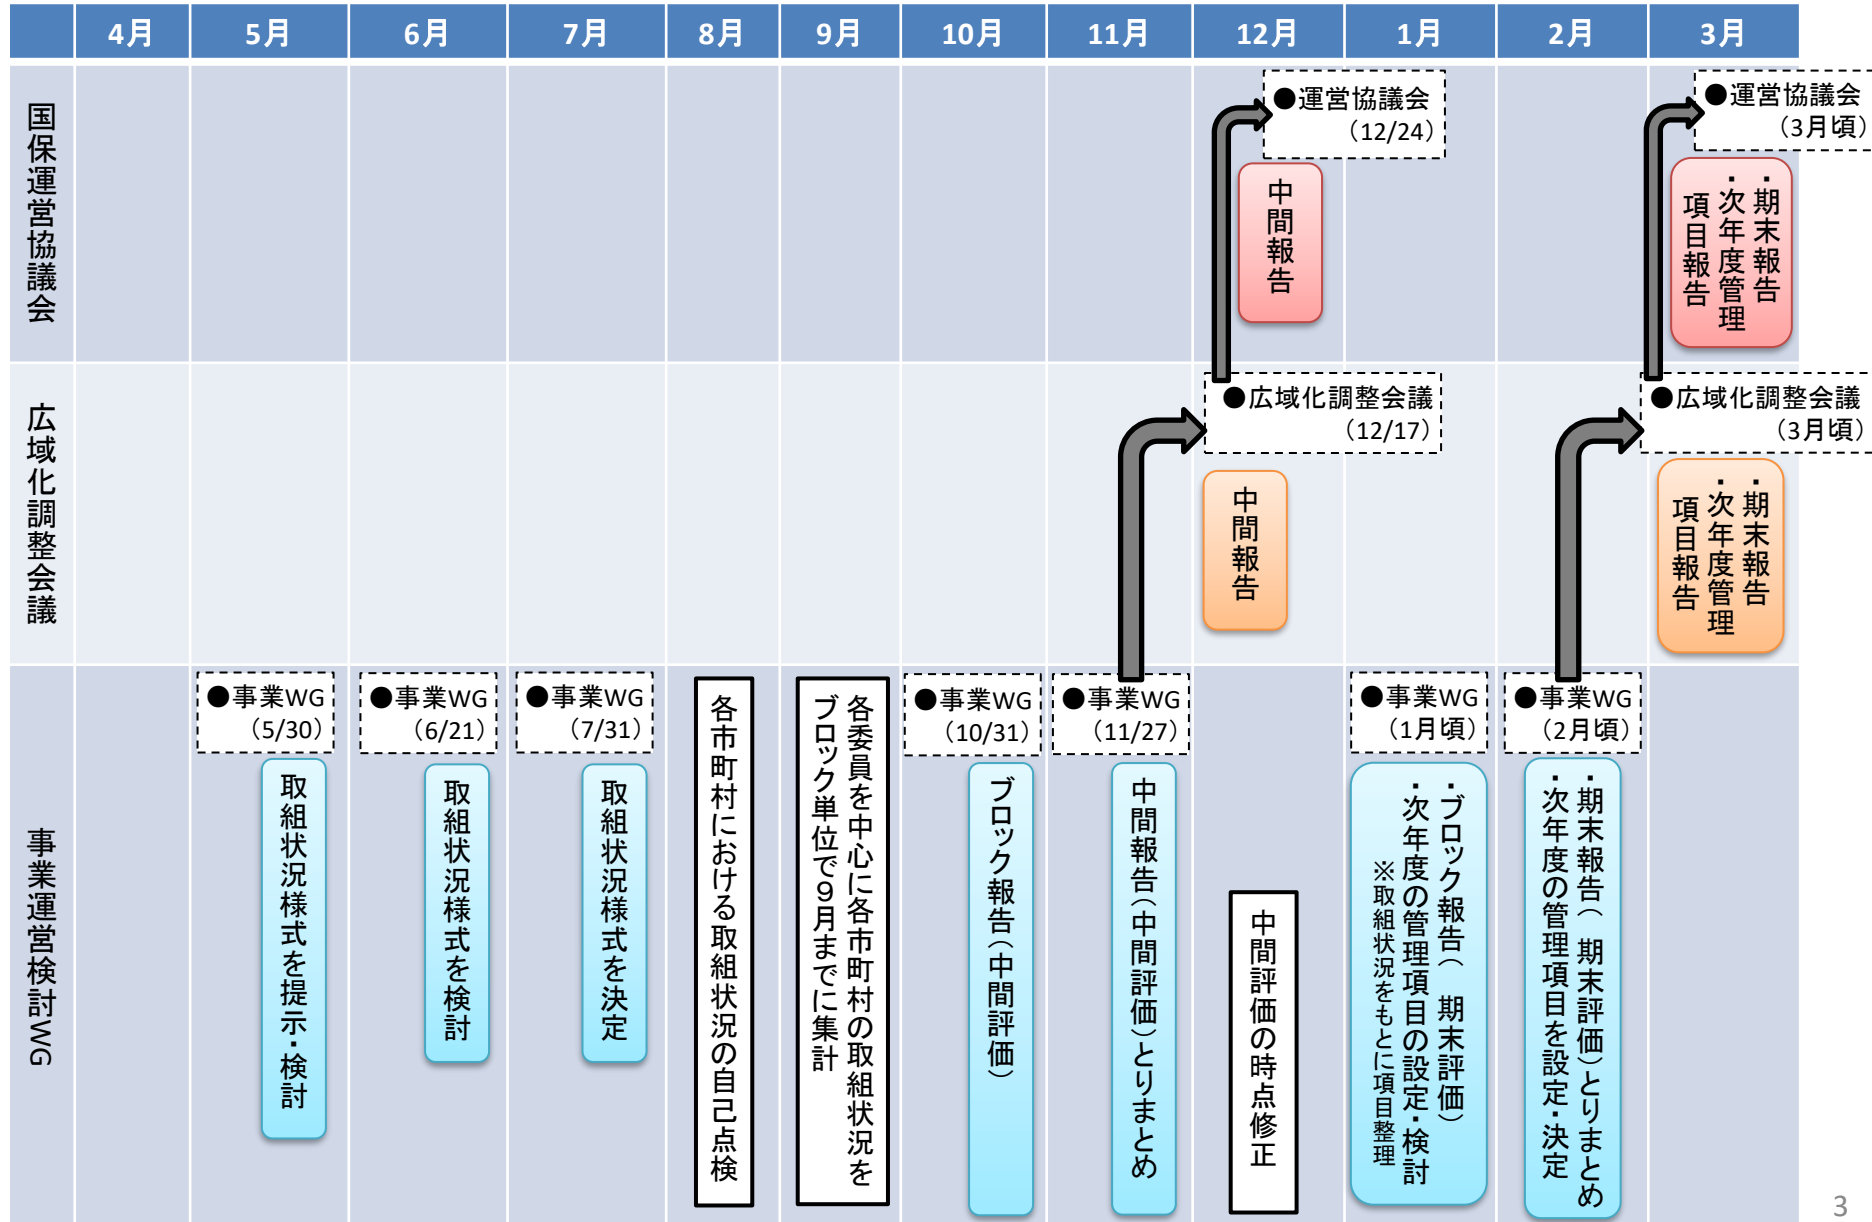 4月
5月
6月
7月
8月
9月
10月
11月
12月
1月
2月
3月
国保運営協議会
●運営協議会
（12/24）
中間報告
●運営協議会
（3月頃）
・期末報告
・次年度管理
項目報告
広域化調整会議
●広域化調整会議
（12/17）
中間報告
●広域化調整会議
（3月頃）
・期末報告
・次年度管理
項目報告
事業運営検討WG
●事業WG
（5/30）
取組状況様式を提示・検討
●事業WG
（6/21）
取組状況様式を検討
●事業WG
（7/31）
取組状況様式を決定
各市町村における取組状況の自己点検
各委員を中心に各市町村の取組状況を
ブロック単位で９月までに集計
●事業WG
（10/31）
ブロック報告（中間評価）
●事業WG
（11/27）
中間報告（中間評価）とりまとめ
中間評価の時点修正
●事業WG
（1月頃）
・ブロック報告（ 期末評価）
・次年度の管理項目の設定・検討
※取組状況をもとに項目整理
●事業WG
（2月頃）
・期末報告（ 期末評価）とりまとめ
・次年度の管理項目を設定・決定
3